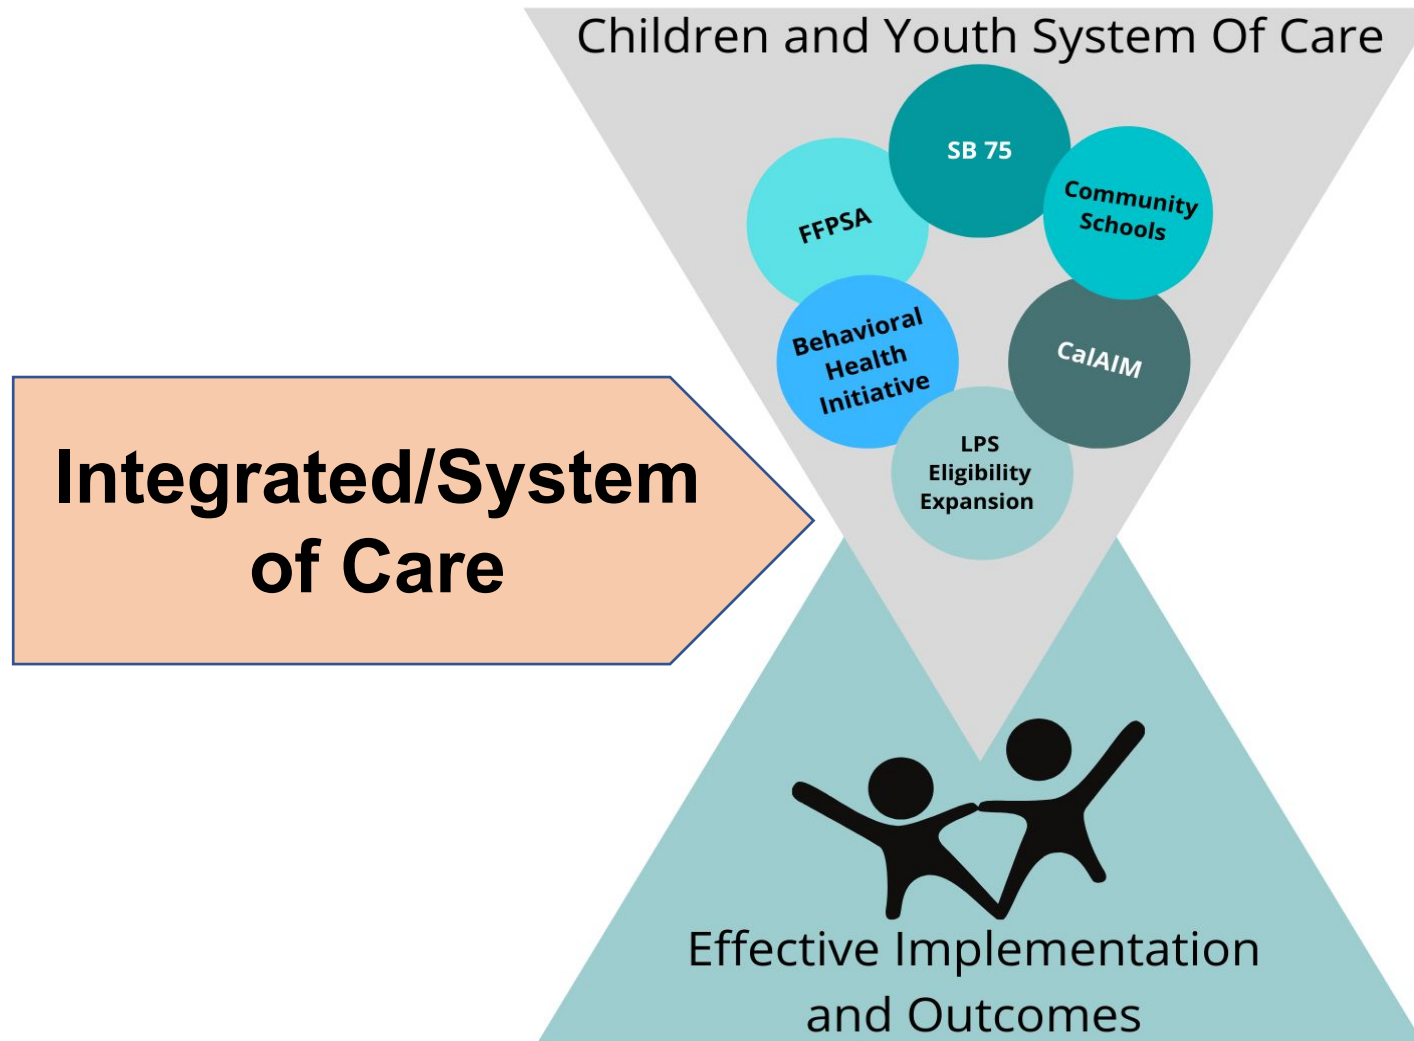 Children and Youth System Of Care
SB 75
Community
Schools
FFPSA
Behavioral
Health
Initiative
CalAIM
LPS
Eligibility
Expansion
Integrated/System
of Care
Effective Implementation
and Outcomes